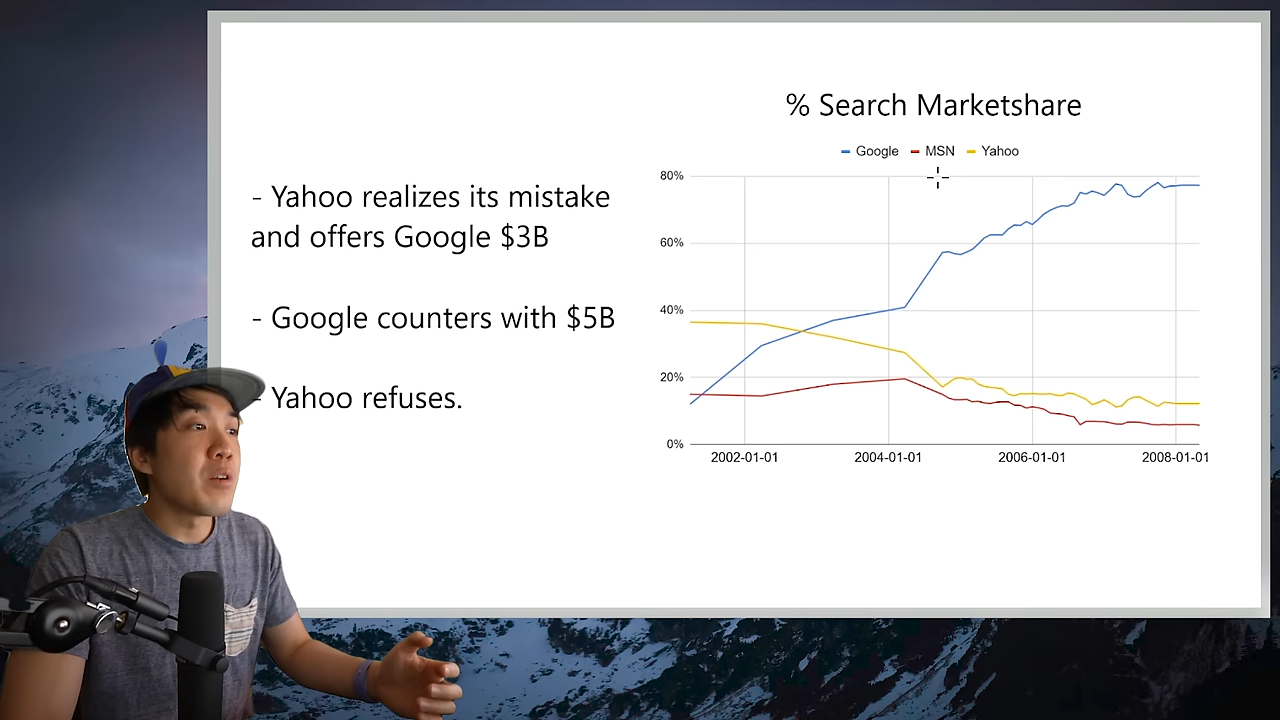 - Yahoo realizes its mistake
and offers Google $3B
- Google counters with $5B
- Yahoo refuses.
% Search Marketshare
Google MSN Yahoo
80%
60%
40%
20%
0%
2002-01-01 2004-01-01 2006-01-01 2008-01-01